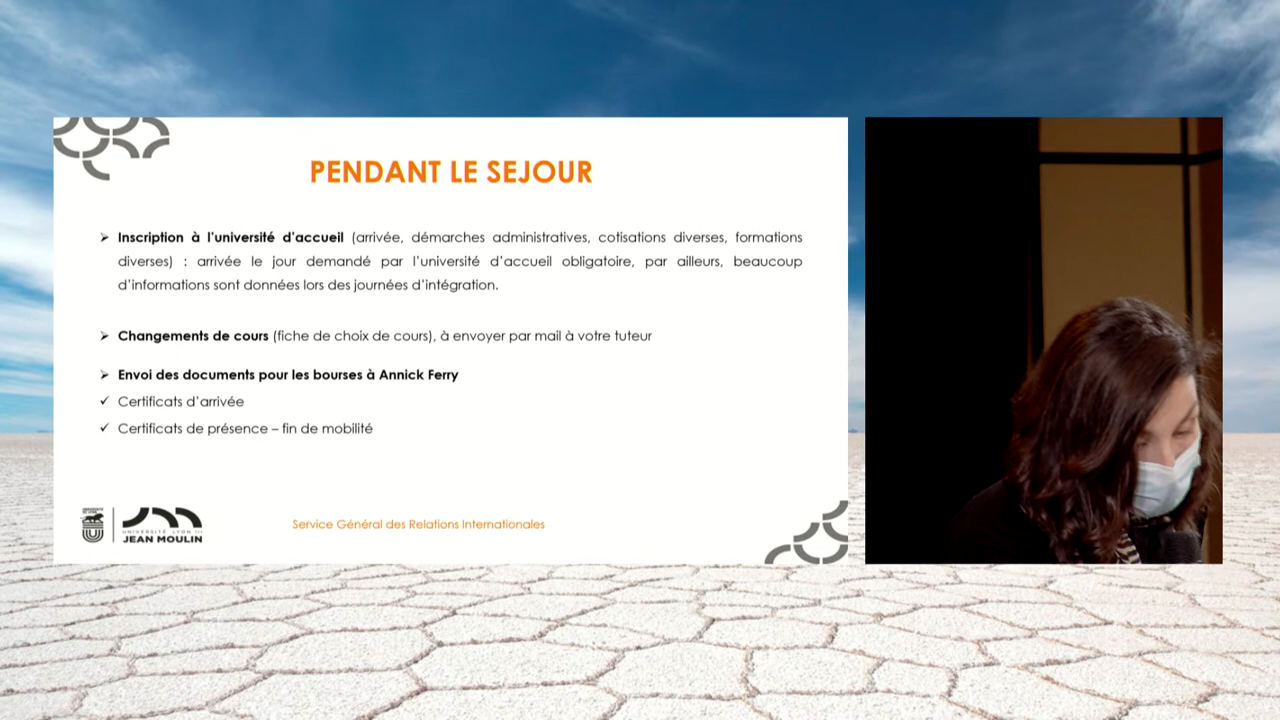 PENDANT LE SEJOUR
➢ Inscription à l'université d'accueil (arrivée, démarches administratives, cotisations diverses, formations
diverses) : arrivée le jour demandé par l'université d'accueil obligatoire, par ailleurs, beaucoup
d'informations sont données lors des journées d'intégration.
➢ Changements de cours (fiche de choix de cours), à envoyer par mail à votre tuteur
➢ Envoi des documents pour les bourses à Annick Ferry
✓ Certificats d'arrivée
✓ Certificats de présence – fin de mobilité
UNIVERSITÉ LYON III
JEAN MOULIN
Service Général des Relations Internationales